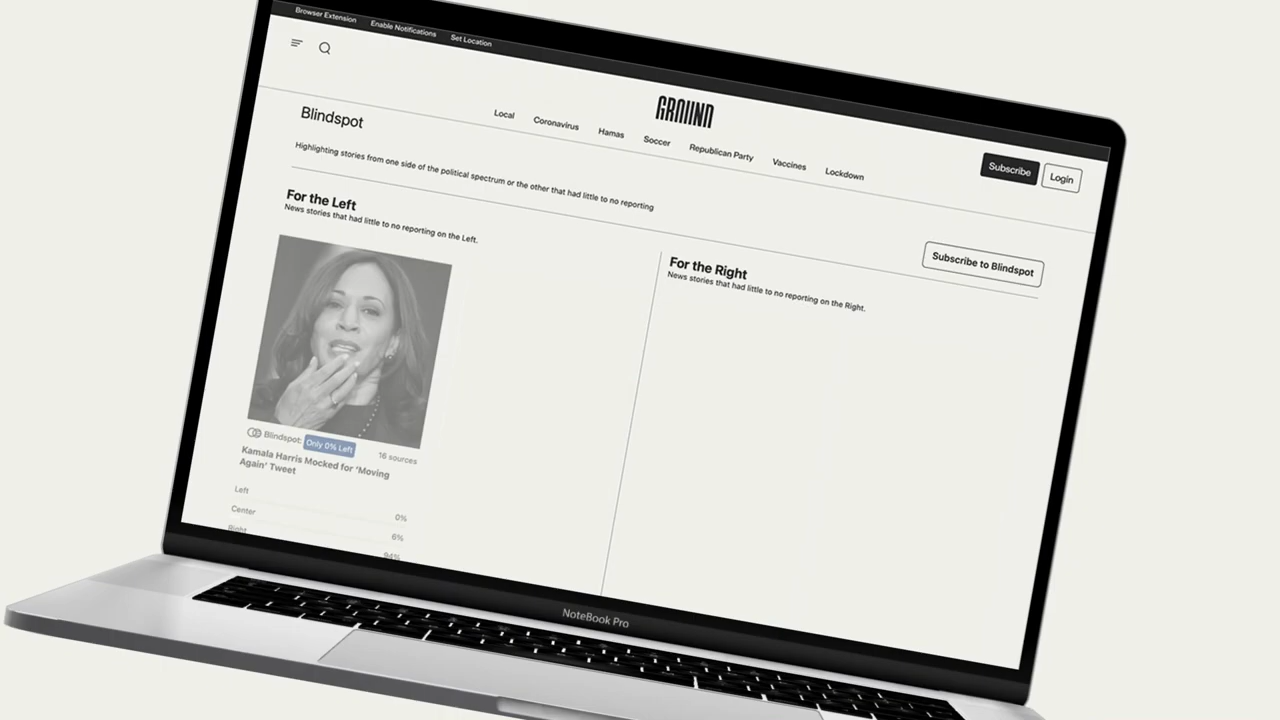 Browser Extension
Enable Notifications
Set Location
GROUND
Subscribe
Login
Local
Coronavirus
Hamas
Soccer
Republican Party
Vaccines
Lockdown
Blindspot
Highlighting stories from one side of the political spectrum or the other that had little to no reporting
Subscribe to Blindspot
For the Left
News stories that had little to no reporting on the Left.
Blindspot: Only 0% Left
16 sources
Kamala Harris Mocked for 'Moving
Again' Tweet
Left 0%
Center 6%
Right 94%
For the Right
News stories that had little to no reporting on the Right.
NoteBook Pro